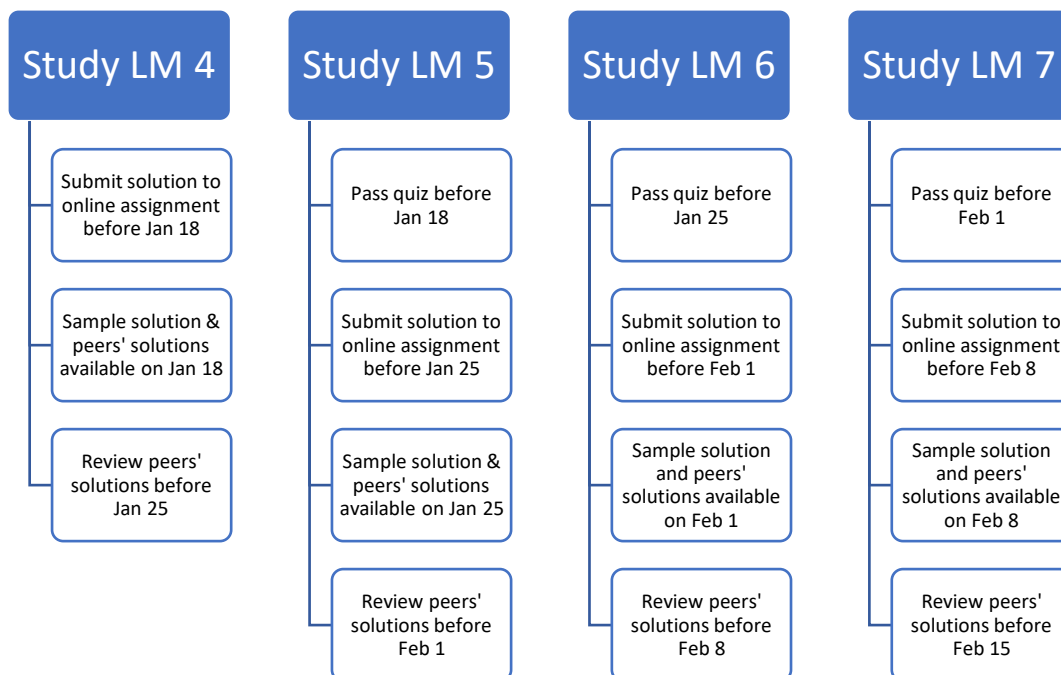 Study LM 4
Submit solution to
online assignment
before Jan 18
Sample solution &
peers' solutions
available on Jan 18
Review peers'
solutions before
Jan 25
Study LM 5
Pass quiz before
Jan 18
Submit solution to
online assignment
before Jan 25
Sample solution &
peers' solutions
available on Jan 25
Review peers'
solutions before
Feb 1
Study LM 6
Pass quiz before
Jan 25
Submit solution to
online assignment
before Feb 1
Sample solution
and peers'
solutions available
on Feb 1
Review peers'
solutions before
Feb 8
Study LM 7
Pass quiz before
Feb 1
Submit solution to
online assignment
before Feb 8
Sample solution
and peers'
solutions available
on Feb 8
Review peers'
solutions before
Feb 15